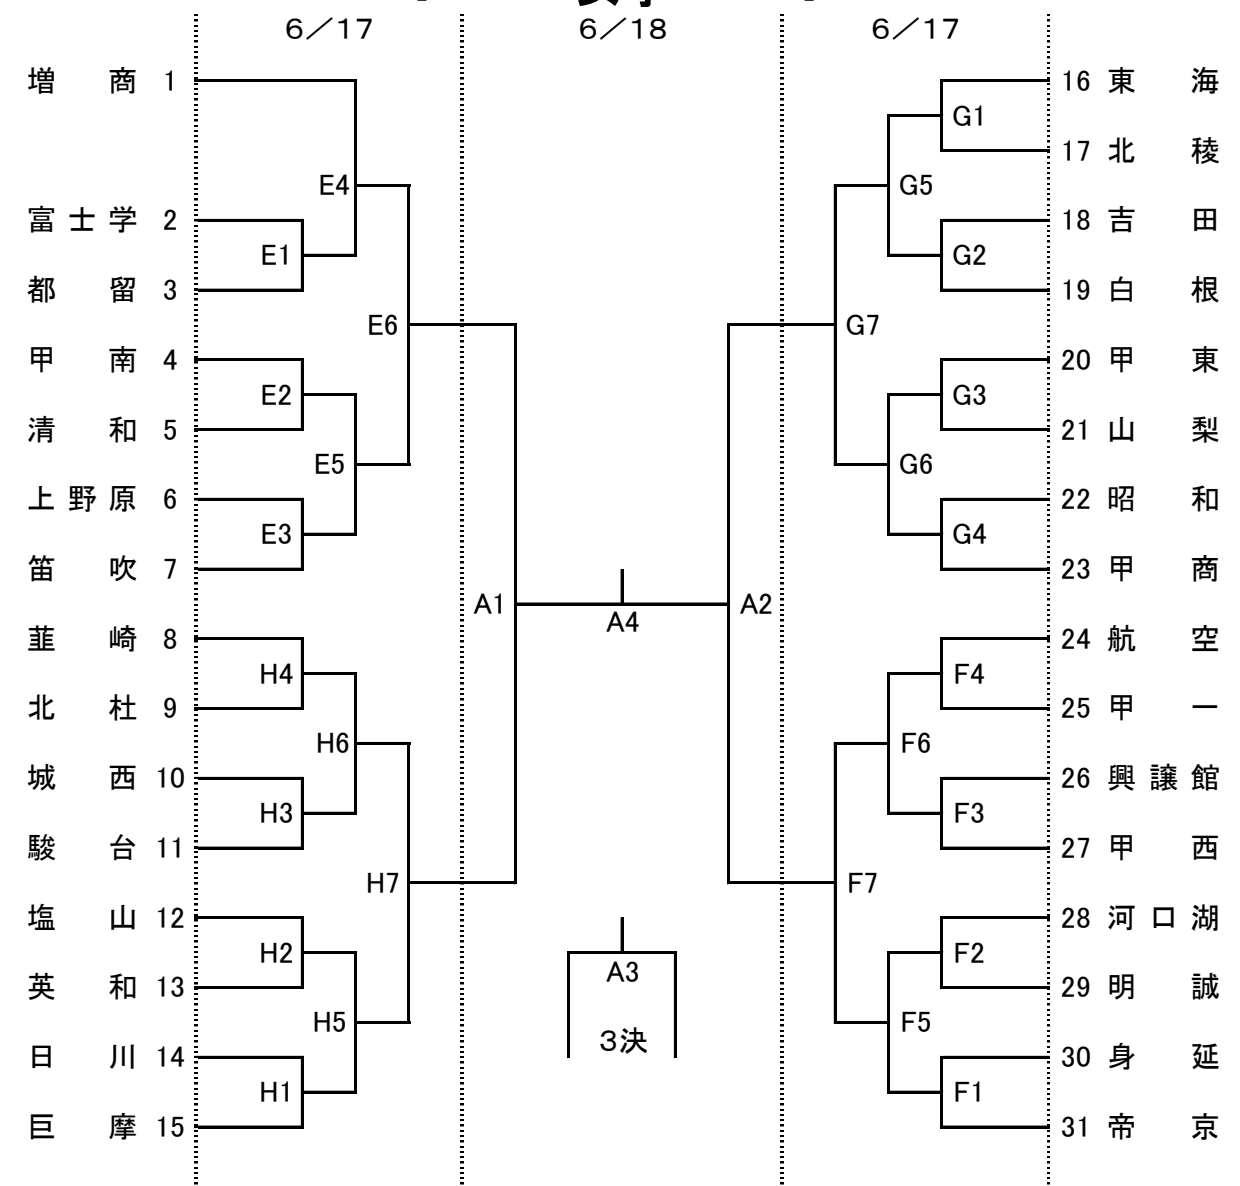 6/17 6/18 6/17
増商 1
富士学 2
都留 3
甲南 4
清和 5
上野原 6
笛吹 7
韮崎 8
北杜 9
城西 10
駿台 11
塩山 12
英和 13
日川 14
巨摩 15
E4
E1
E6
E2
E5
E3
H4
H6
H3
H7
H2
H5
H1
A1
A4
A2
A3
3決
G1
G5
G2
G7
G3
G6
G4
F4
F6
F3
F7
F2
F5
F1
16 東海
17 北稜
18 吉田
19 白根
20 甲東
21 山梨
22 昭和
23 甲商
24 航空
25 甲一
26 興譲館
27 甲西
28 河口湖
29 明誠
30 身延
31 帝京